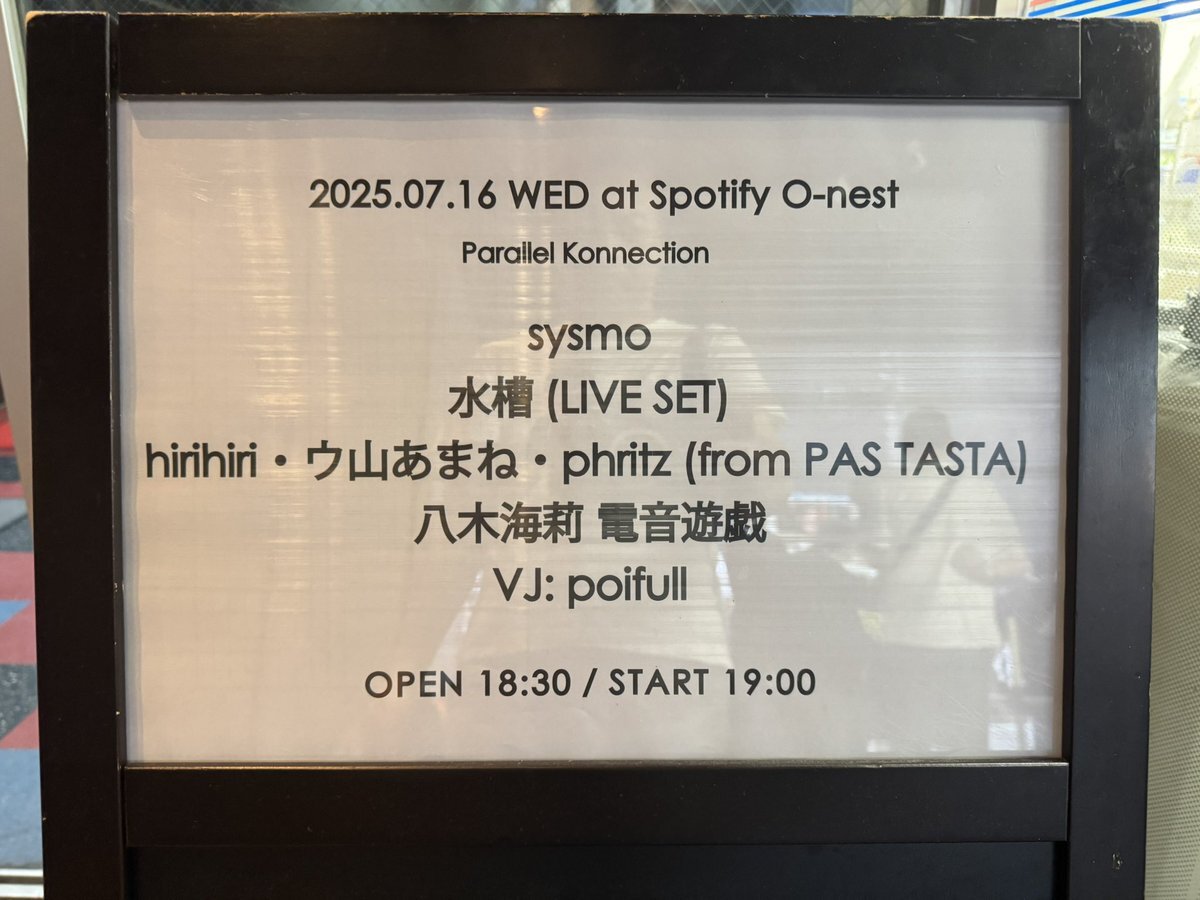 2025.07.16 WED at Spotify O-nest
Parallel Konnection
sysmo
水槽 (LIVE SET)
hirihiri・ウ山あまね・phritz (from PAS TASTA)
八木海莉 電音遊戯
VJ: poifull
OPEN 18:30 / START 19:00